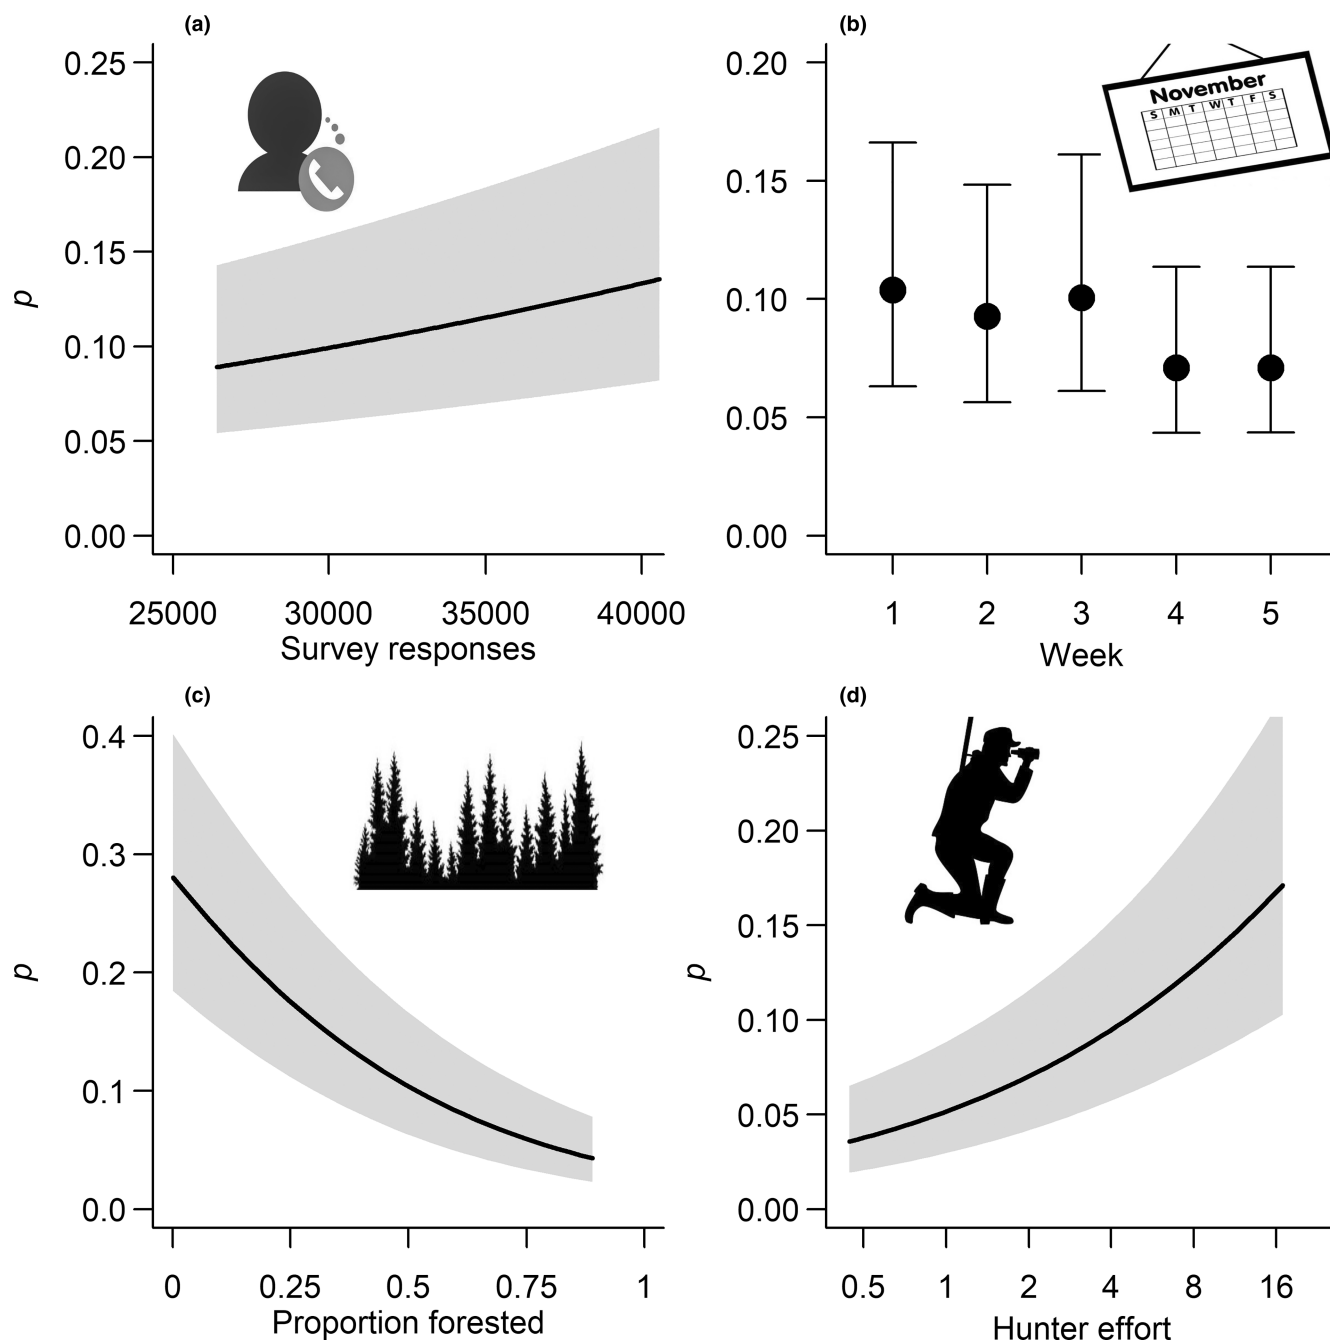 (a)
0.25
0.20
0.15
0.10
0.05
0.00
p
25000 30000 35000 40000
Survey responses
(b)
November
S M T W T F S
0.20
0.15
0.10
0.05
0.00
1 2 3 4 5
Week
(c)
0.4
0.3
0.2
0.1
0.0
p
0 0.25 0.5 0.75 1
Proportion forested
(d)
0.25
0.20
0.15
0.10
0.05
0.00
p
0.5 1 2 4 8 16
Hunter effort